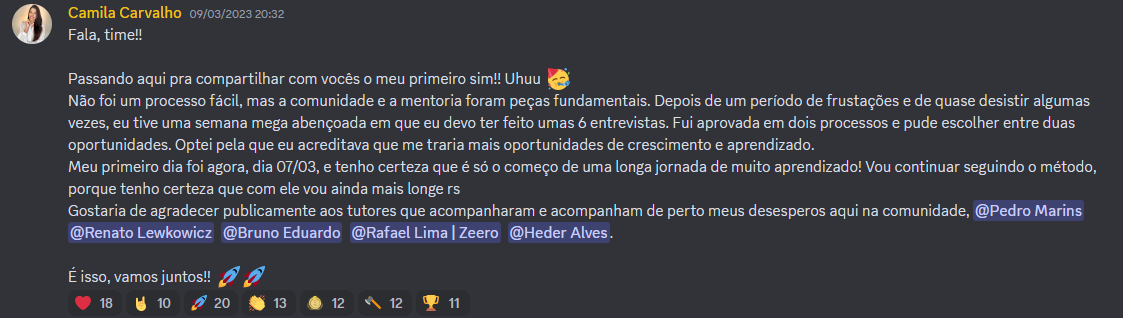 Camila Carvalho 09/03/2023 20:32
Fala, time!!
Passando aqui pra compartilhar com vocês o meu primeiro sim!! Uhuu 🥳
Não foi um processo fácil, mas a comunidade e a mentoria foram peças fundamentais. Depois de um período de frustações e de quase desistir algumas
vezes, eu tive uma semana mega abençoada em que eu devo ter feito umas 6 entrevistas. Fui aprovada em dois processos e pude escolher entre duas
oportunidades. Optei pela que eu acreditava que me traria mais oportunidades de crescimento e aprendizado.
Meu primeiro dia foi agora, dia 07/03, e tenho certeza que é só o começo de uma longa jornada de muito aprendizado! Vou continuar seguindo o método,
porque tenho certeza que com ele vou ainda mais longe rs
Gostaria de agradecer publicamente aos tutores que acompanharam e acompanham de perto meus desesperos aqui na comunidade, @Pedro Marins
@Renato Lewkowicz @Bruno Eduardo @Rafael Lima | Zeero @Heder Alves.
É isso, vamos juntos!! 🚀🚀
❤️ 18 🤘 10 🚀 20 👏 13 🪙 12 🪓 12 🏆 11